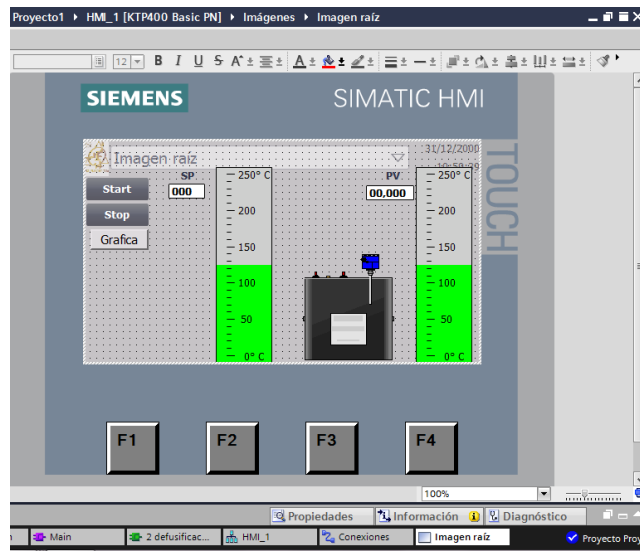 Proyecto1 ▸ HMI_1 [KTP400 Basic PN] ▸ Imágenes ▸ Imagen raíz
12 B I U S A A
SIEMENS SIMATIC HMI
TOUCH
Imagen raíz 31/12/2000
SP 250° C PV 250° C
Start 000 00,000
Stop 200 200
Grafica
150 150
100 100
50 50
0° C 0° C
F1 F2 F3 F4
100%
Propiedades Información Diagnóstico
Main 2 defusificac... HMI_1 Conexiones Imagen raíz Proyecto Proy